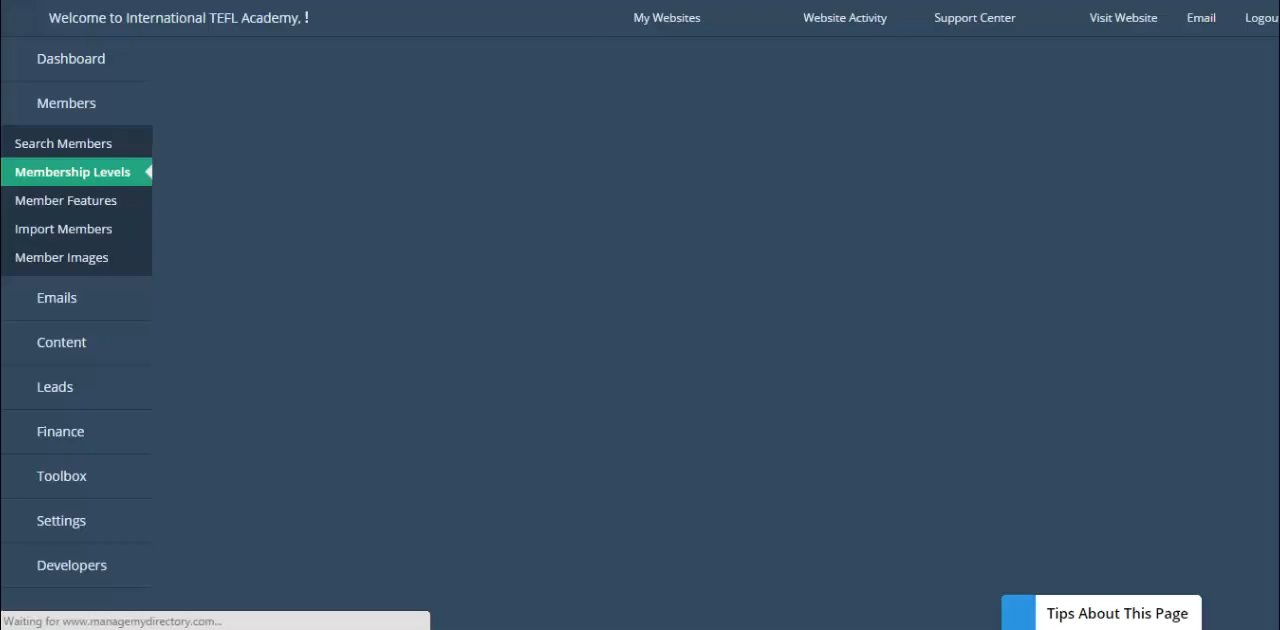 Welcome to International TEFL Academy, !
My Websites
Website Activity
Support Center
Visit Website
Email
Logou
Dashboard
Members
Search Members
Membership Levels
Member Features
Import Members
Member Images
Emails
Content
Leads
Finance
Toolbox
Settings
Developers
Waiting for www.managemydirectory.com...
Tips About This Page